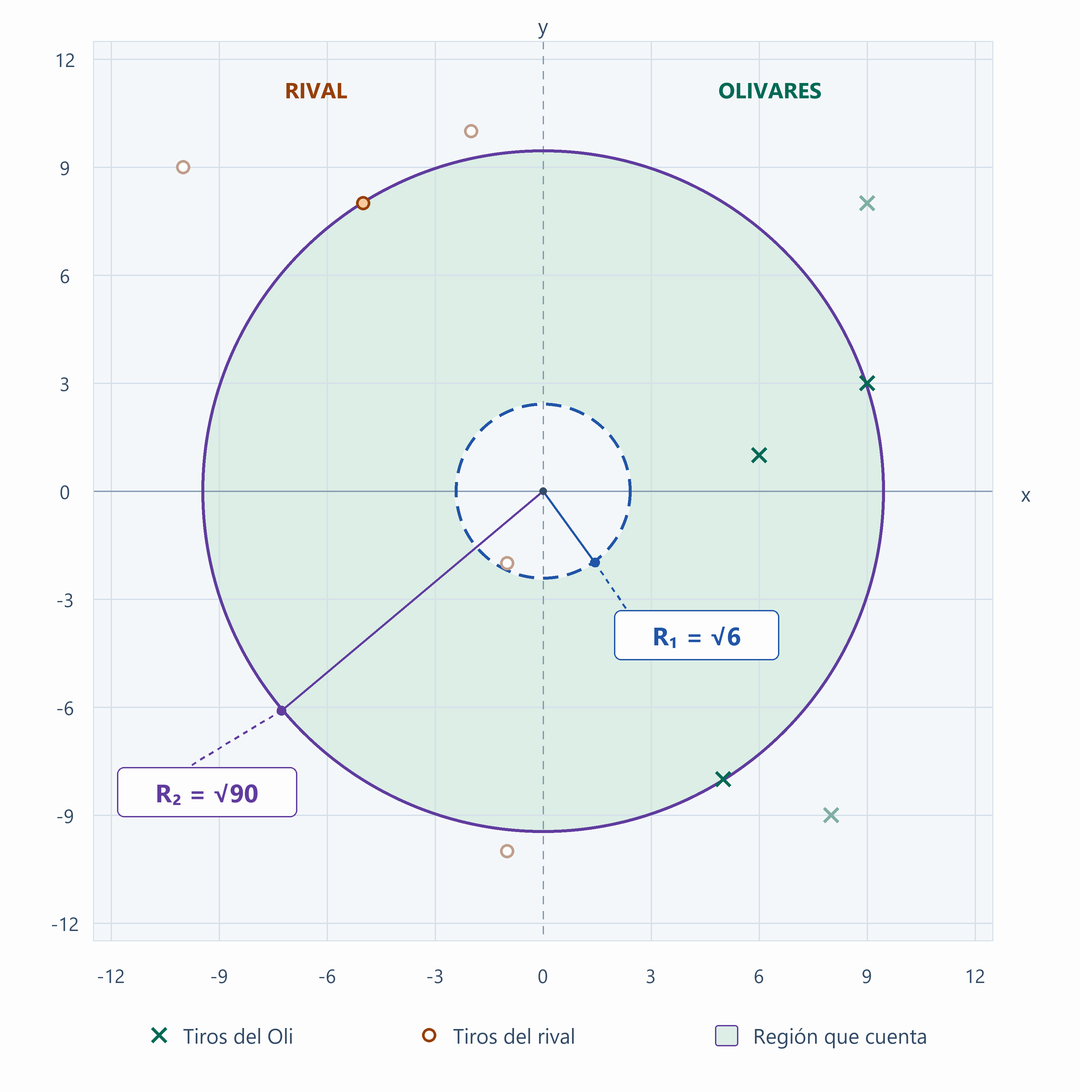 y
12
RIVAL OLIVARES
9
6
3
0
x
-3
R₁ = √6
-6
R₂ = √90
-9
-12
-12 -9 -6 -3 0 3 6 9 12
Tiros del Oli Tiros del rival Región que cuenta